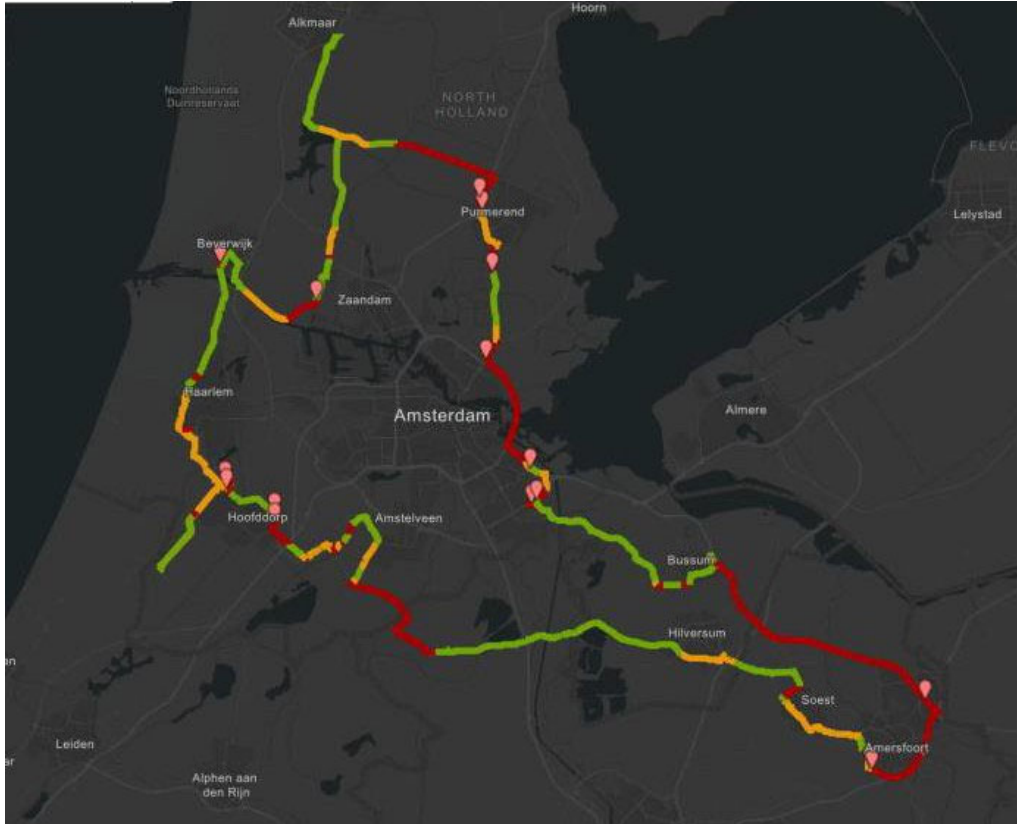 Hoorn
Alkmaar
Noordhollands
Duinreservaat
NORTH
HOLLAND
FLEVO
Lelystad
Purmerend
Beverwijk
Zaandam
Haarlem
Amsterdam
Almere
Hoofddorp
Amstelveen
Bussum
Hilversum
Soest
Leiden
Amersfoort
Alphen aan
den Rijn